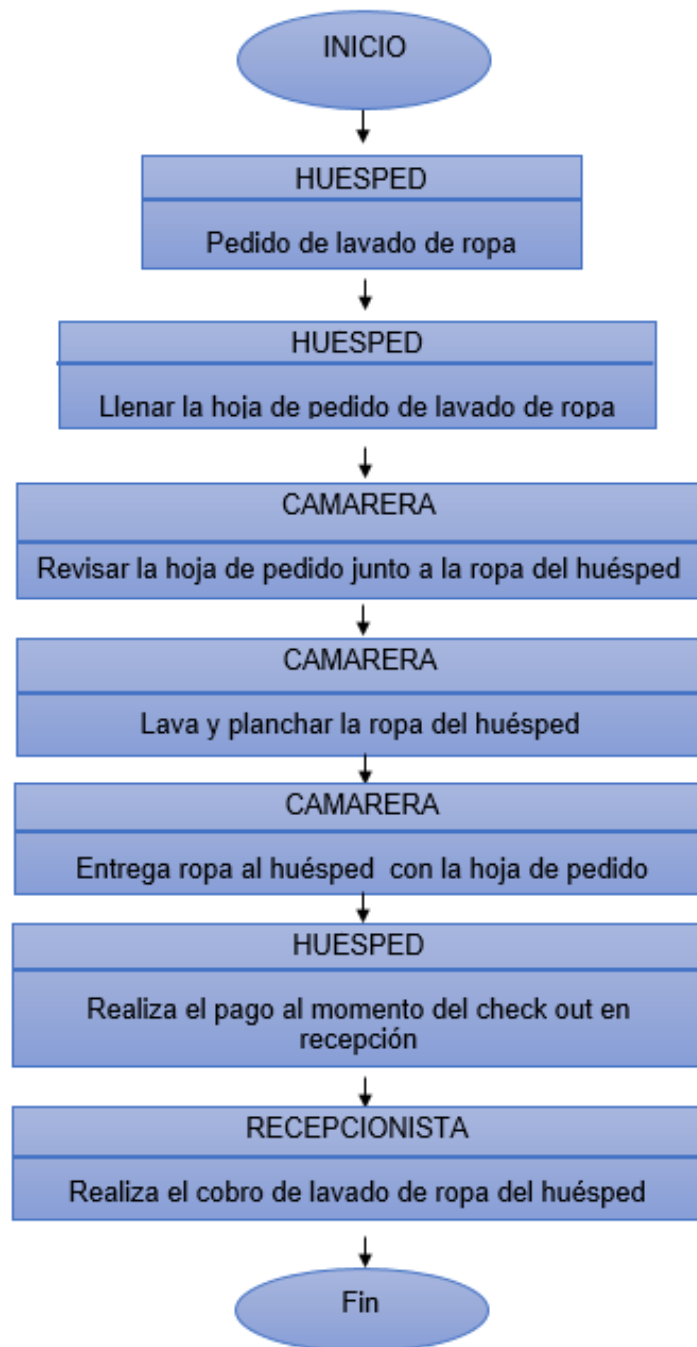 INICIO
HUESPED
Pedido de lavado de ropa
HUESPED
Llenar la hoja de pedido de lavado de ropa
CAMARERA
Revisar la hoja de pedido junto a la ropa del huésped
CAMARERA
Lava y planchar la ropa del huésped
CAMARERA
Entrega ropa al huésped con la hoja de pedido
HUESPED
Realiza el pago al momento del check out en
recepción
RECEPCIONISTA
Realiza el cobro de lavado de ropa del huésped
Fin